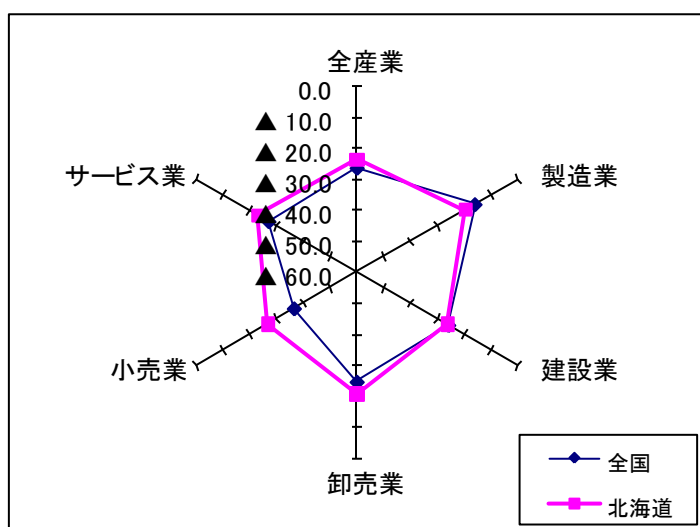 全産業
0.0
▲ 10.0
▲ 20.0
▲ 30.0
▲ 40.0
▲ 50.0
▲ 60.0
サービス業
製造業
小売業
建設業
卸売業
全国
北海道